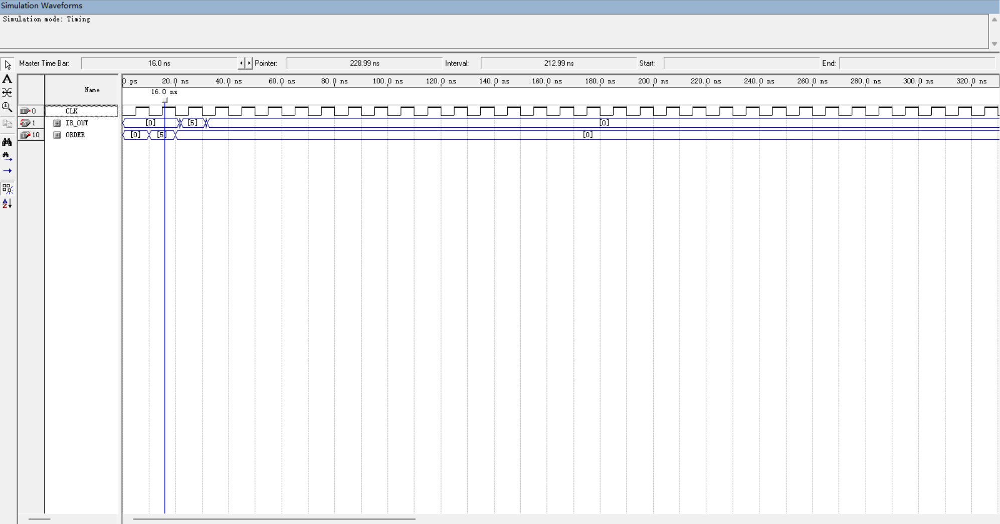 Simulation Waveforms
Simulation mode: Timing
Master Time Bar: 16.0 ns Pointer: 228.99 ns Interval: 212.99 ns Start: End:
Name 0 ps 20.0 ns 40.0 ns 60.0 ns 80.0 ns 100.0 ns 120.0 ns 140.0 ns 160.0 ns 180.0 ns 200.0 ns 220.0 ns 240.0 ns 260.0 ns 280.0 ns 300.0 ns 320.0 ns
16.0 ns
0 CLK
1 IR_OUT [0] [5] [0]
10 ORDER [0] [5] [0]